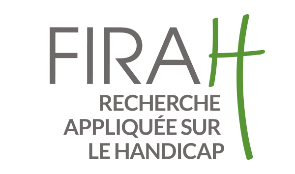 FIRAH
RECHERCHE
APPLIQUÉE SUR
LE HANDICAP